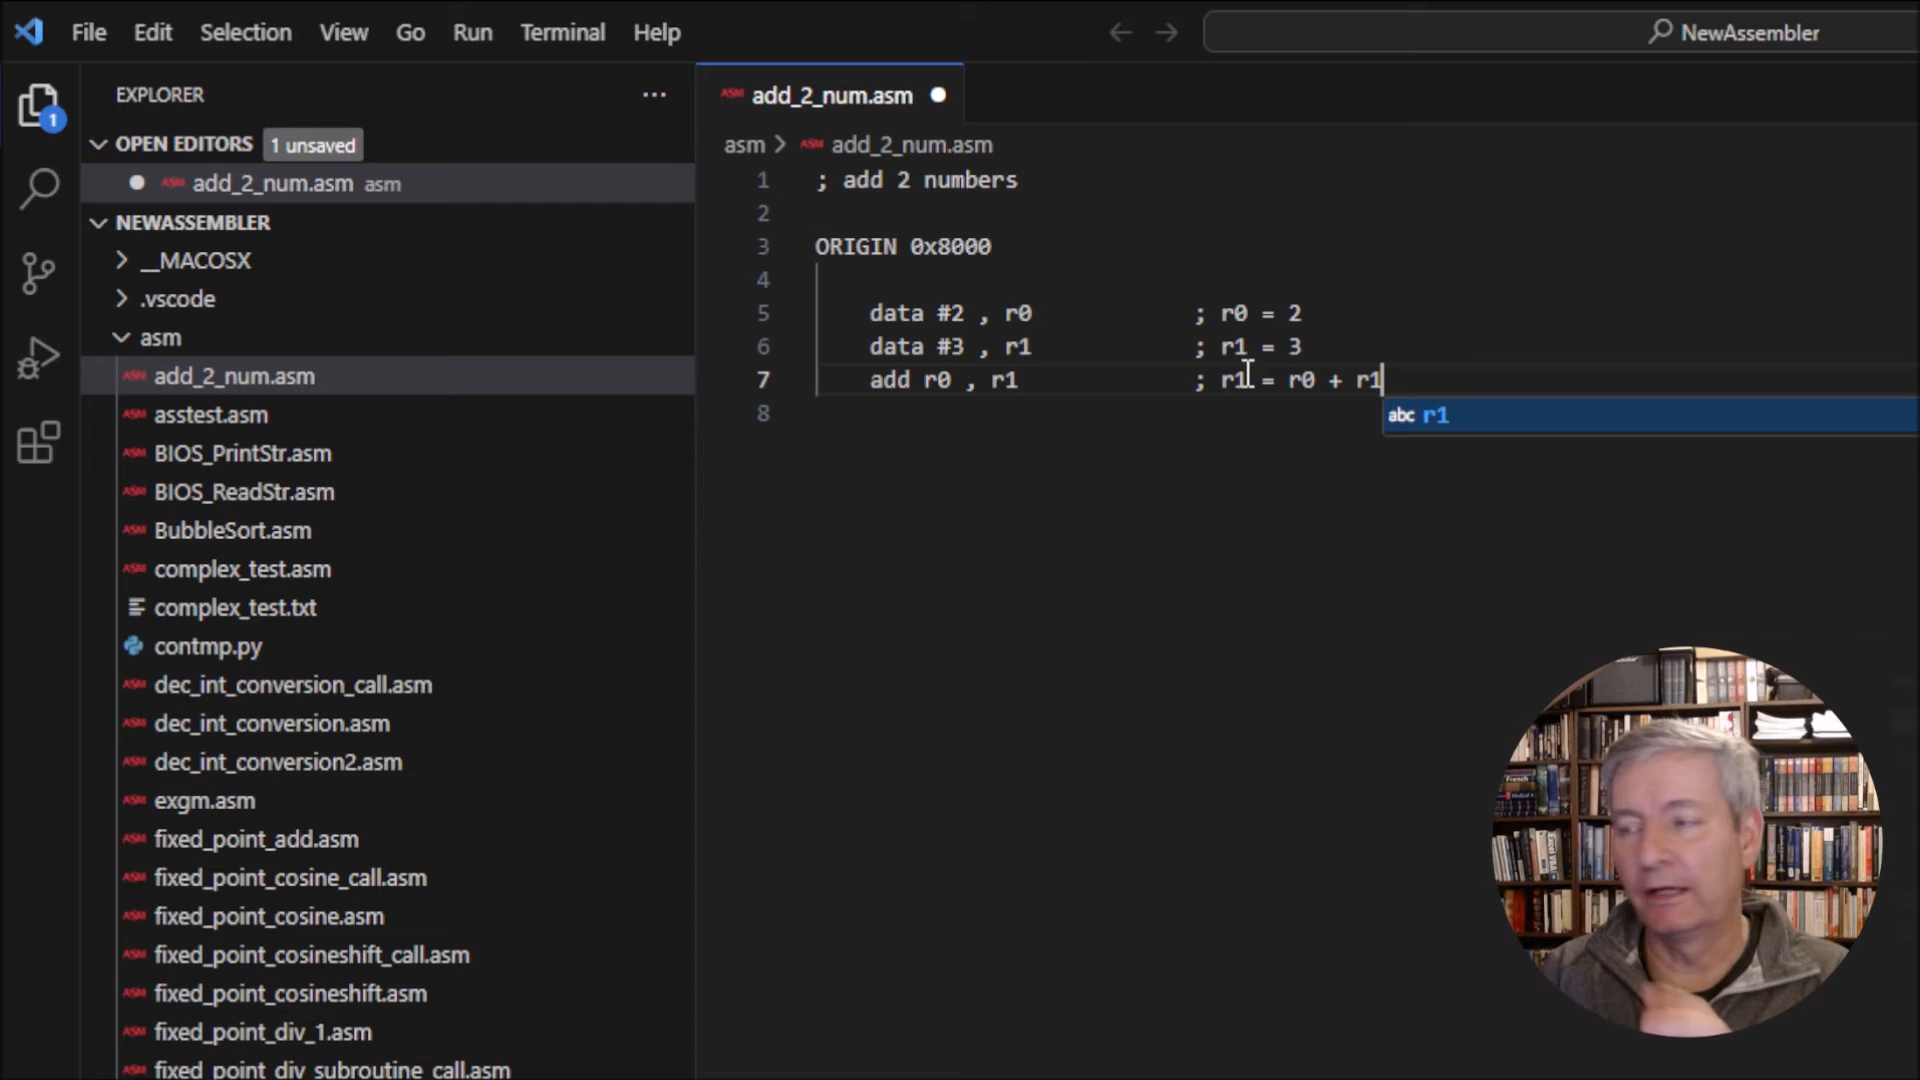 File Edit Selection View Go Run Terminal Help
NewAssembler
EXPLORER
OPEN EDITORS 1 unsaved
add_2_num.asm asm
NEWASSEMBLER
__MACOSX
.vscode
asm
add_2_num.asm
asstest.asm
BIOS_PrintStr.asm
BIOS_ReadStr.asm
BubbleSort.asm
complex_test.asm
complex_test.txt
contmp.py
dec_int_conversion_call.asm
dec_int_conversion.asm
dec_int_conversion2.asm
exgm.asm
fixed_point_add.asm
fixed_point_cosine_call.asm
fixed_point_cosine.asm
fixed_point_cosineshift_call.asm
fixed_point_cosineshift.asm
fixed_point_div_1.asm
fixed_point_div_subroutine_call.asm
1
ASM add_2_num.asm
asm > ASM add_2_num.asm
1 ; add 2 numbers
2
3 ORIGIN 0x8000
4
5 data #2 , r0 ; r0 = 2
6 data #3 , r1 ; r1 = 3
7 add r0 , r1 ; r1 = r0 + r1
8
abc r1